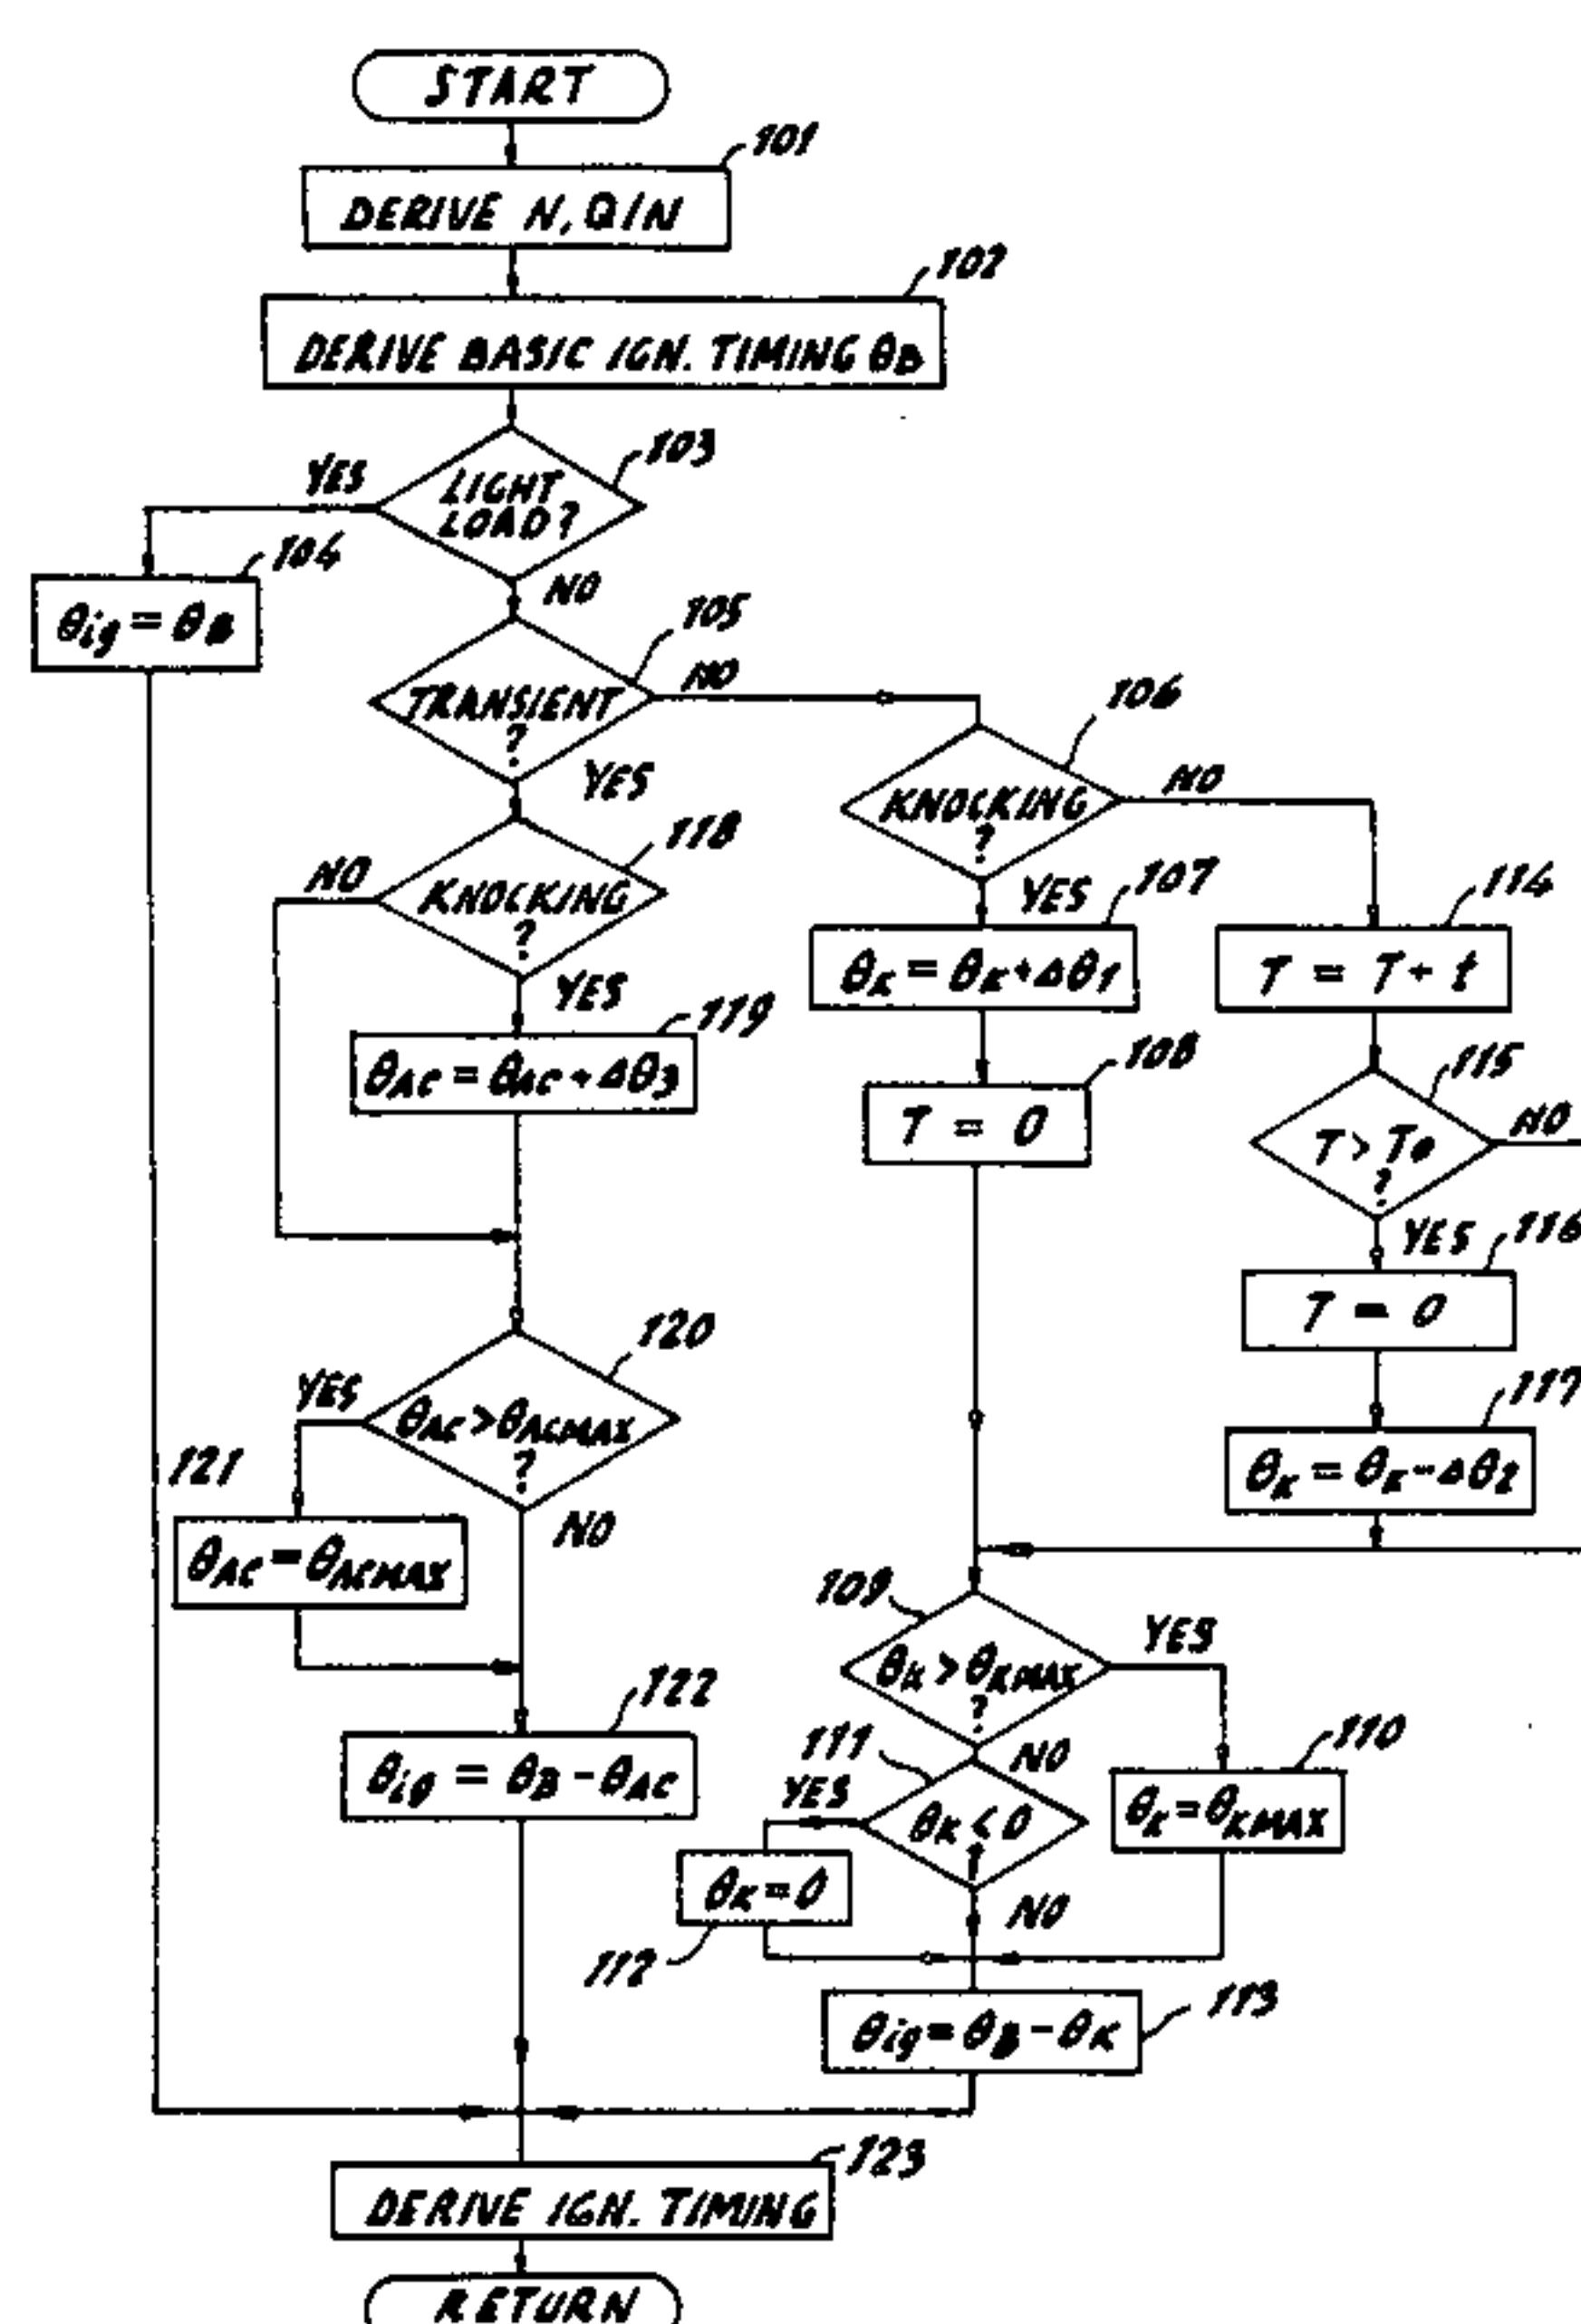 START
101
DERIVE N, Q/N
102
DERIVE BASIC IGN. TIMING θB
103
YES
LIGHT
LOAD?
104
NO
θig = θB
105
NO
TRANSIENT
?
106
YES
KNOCKING
?
NO
118
NO
KNOCKING
?
YES
107
114
θK = θK + Δθ1
T = T + t
YES
119
θAC = θAC + Δθ3
108
T = 0
115
T > To
?
NO
YES
116
T = 0
120
YES
θAC > θACMAX
?
117
θK = θK - Δθ2
121
NO
θAC = θACMAX
109
YES
θK > θKMAX
?
122
111
NO
110
θig = θB - θAC
YES
θK < 0
?
θK = θKMAX
θK = 0
NO
112
113
θig = θB - θK
123
DERIVE IGN. TIMING
RETURN